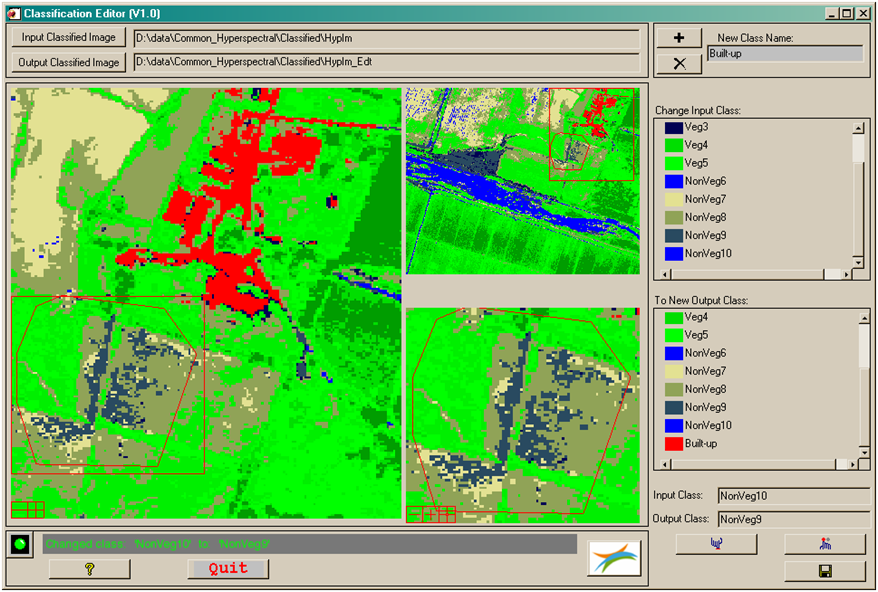 Classification Editor (V1.0)
Input Classified Image
D:\data\Common_Hyperspectral\Classified\HypIm
Output Classified Image
D:\data\Common_Hyperspectral\Classified\HypIm_Edt
New Class Name:
Built-up
Change Input Class:
Veg3
Veg4
Veg5
NonVeg6
NonVeg7
NonVeg8
NonVeg9
NonVeg10
To New Output Class:
Veg4
Veg5
NonVeg6
NonVeg7
NonVeg8
NonVeg9
NonVeg10
Built-up
Input Class:
NonVeg10
Output Class:
NonVeg9
Changed class: 'NonVeg10' to: 'NonVeg9'
?
Quit